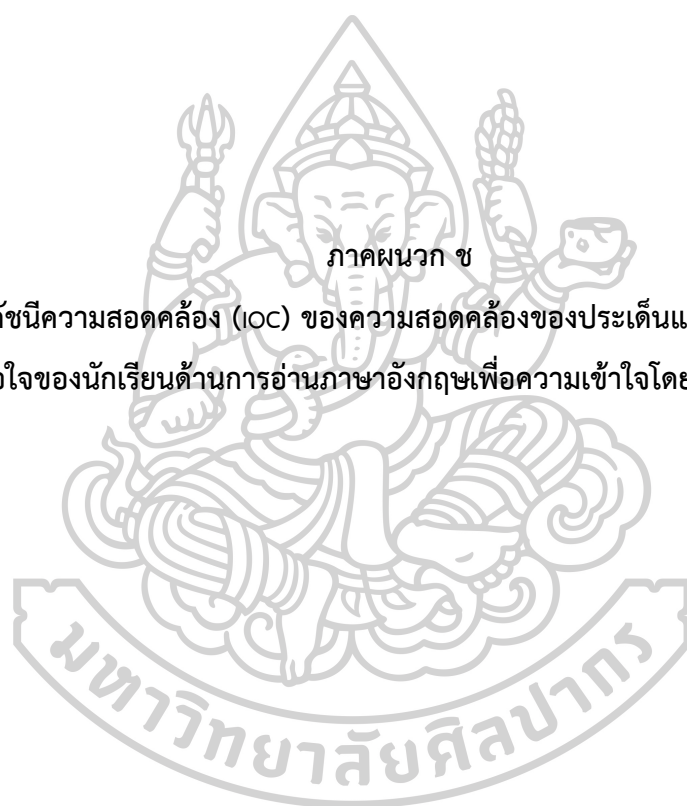 ภาคผนวก ช
ดัชนีความสอดคล้อง (IOC) ของความสอดคล้องของประเด็น
ของนักเรียนด้านการอ่านภาษาอังกฤษเพื่อความเข้าใจโดย
มหาวิทยาลัยศิลปากร